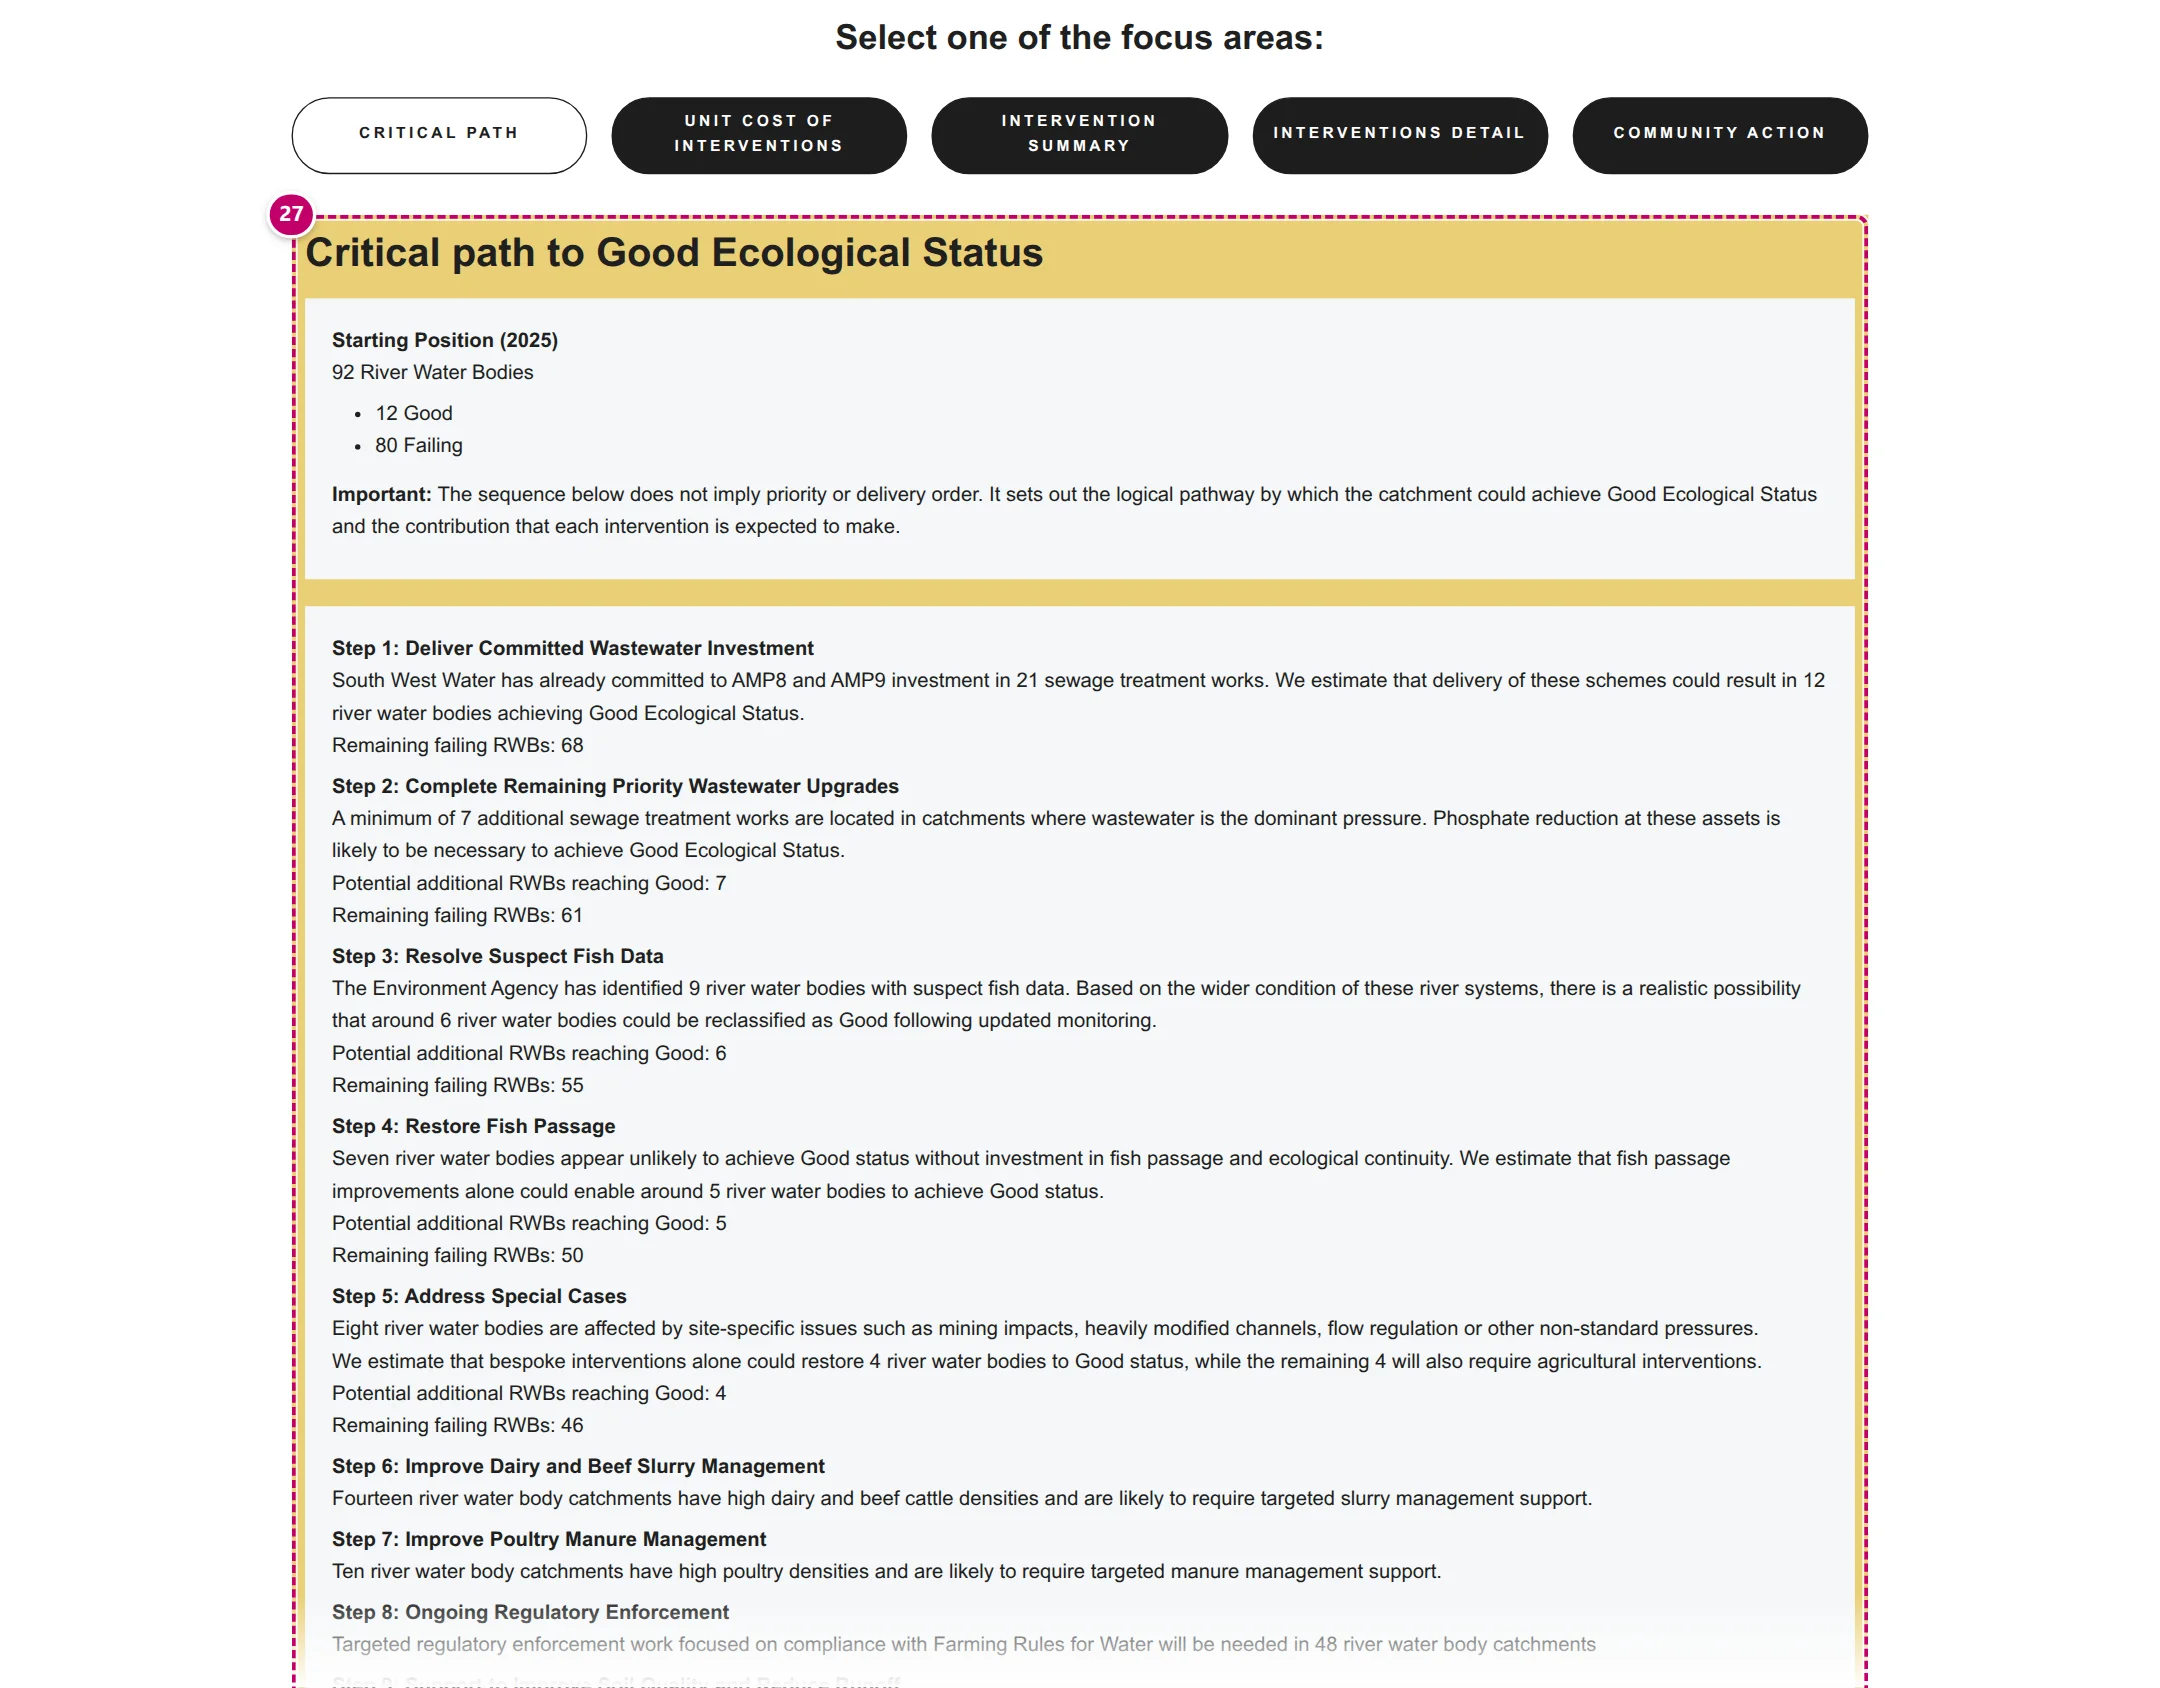 Select one of the focus areas:
CRITICAL PATH
UNIT COST OF
INTERVENTIONS
INTERVENTION
SUMMARY
INTERVENTIONS DETAIL
COMMUNITY ACTION
27
Critical path to Good Ecological Status
Starting Position (2025)
92 River Water Bodies
• 12 Good
• 80 Failing
Important: The sequence below does not imply priority or delivery order. It sets out the logical pathway by which the catchment could achieve Good Ecological Status
and the contribution that each intervention is expected to make.
Step 1: Deliver Committed Wastewater Investment
South West Water has already committed to AMP8 and AMP9 investment in 21 sewage treatment works. We estimate that delivery of these schemes could result in 12
river water bodies achieving Good Ecological Status.
Remaining failing RWBs: 68
Step 2: Complete Remaining Priority Wastewater Upgrades
A minimum of 7 additional sewage treatment works are located in catchments where wastewater is the dominant pressure. Phosphate reduction at these assets is
likely to be necessary to achieve Good Ecological Status.
Potential additional RWBs reaching Good: 7
Remaining failing RWBs: 61
Step 3: Resolve Suspect Fish Data
The Environment Agency has identified 9 river water bodies with suspect fish data. Based on the wider condition of these river systems, there is a realistic possibility
that around 6 river water bodies could be reclassified as Good following updated monitoring.
Potential additional RWBs reaching Good: 6
Remaining failing RWBs: 55
Step 4: Restore Fish Passage
Seven river water bodies appear unlikely to achieve Good status without investment in fish passage and ecological continuity. We estimate that fish passage
improvements alone could enable around 5 river water bodies to achieve Good status.
Potential additional RWBs reaching Good: 5
Remaining failing RWBs: 50
Step 5: Address Special Cases
Eight river water bodies are affected by site-specific issues such as mining impacts, heavily modified channels, flow regulation or other non-standard pressures.
We estimate that bespoke interventions alone could restore 4 river water bodies to Good status, while the remaining 4 will also require agricultural interventions.
Potential additional RWBs reaching Good: 4
Remaining failing RWBs: 46
Step 6: Improve Dairy and Beef Slurry Management
Fourteen river water body catchments have high dairy and beef cattle densities and are likely to require targeted slurry management support.
Step 7: Improve Poultry Manure Management
Ten river water body catchments have high poultry densities and are likely to require targeted manure management support.
Step 8: Ongoing Regulatory Enforcement
Targeted regulatory enforcement work focused on compliance with Farming Rules for Water will be needed in 48 river water body catchments
Step 9: Support to Improve Soil Quality and Reduce Runoff